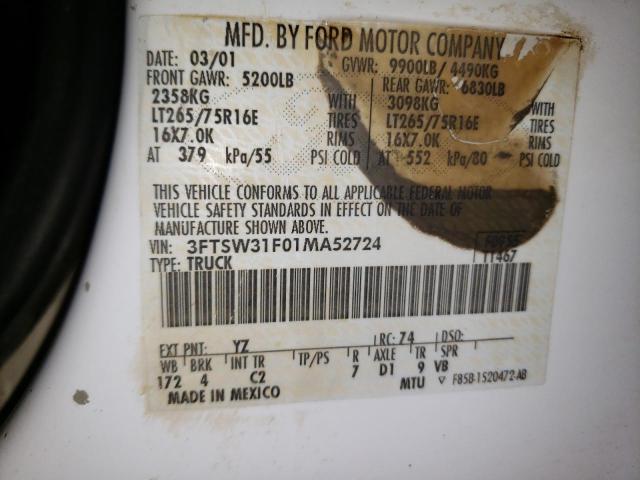 MFD. BY FORD MOTOR COMPANY
DATE: 03/01 GVWR: 9900LB/4490KG
FRONT GAWR: 5200LB REAR GAWR: 6830LB
2358KG WITH 3098KG WITH
LT265/75R16E TIRES LT265/75R16E TIRES
16X7.0K RIMS 16X7.0K RIMS
AT 379 kPa/55 PSI COLD AT 552 kPa/80 PSI COLD
THIS VEHICLE CONFORMS TO ALL APPLICABLE FEDERAL MOTOR
VEHICLE SAFETY STANDARDS IN EFFECT ON THE DATE OF
MANUFACTURE SHOWN ABOVE.
VIN: 3FTSW31F01MA52724 F0955
TYPE: TRUCK 11467
EXT PNT: YZ RC: 74 DSO:
WB BRK INT TR TP/PS R AXLE TR SPR
172 4 C2 7 D1 9 VB
MTU F85B-1520472-AB
MADE IN MEXICO